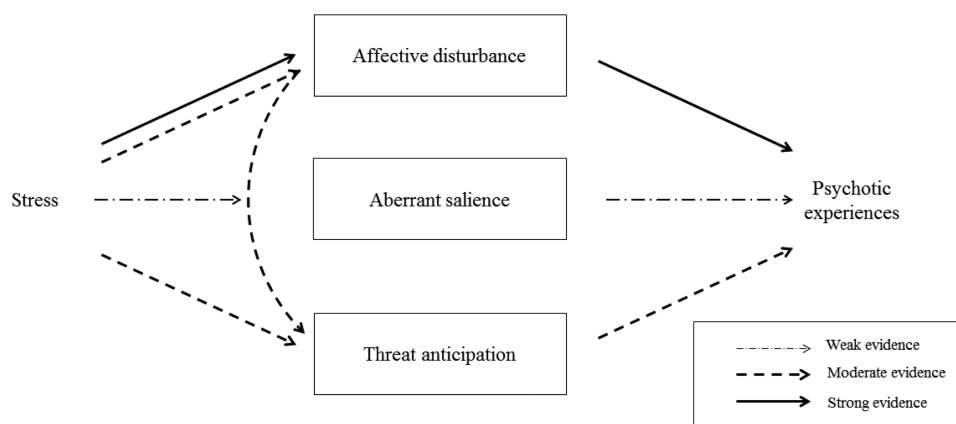 Affective disturbance
Stress
Aberrant salience
Psychotic
experiences
Threat anticipation
Weak evidence
Moderate evidence
Strong evidence